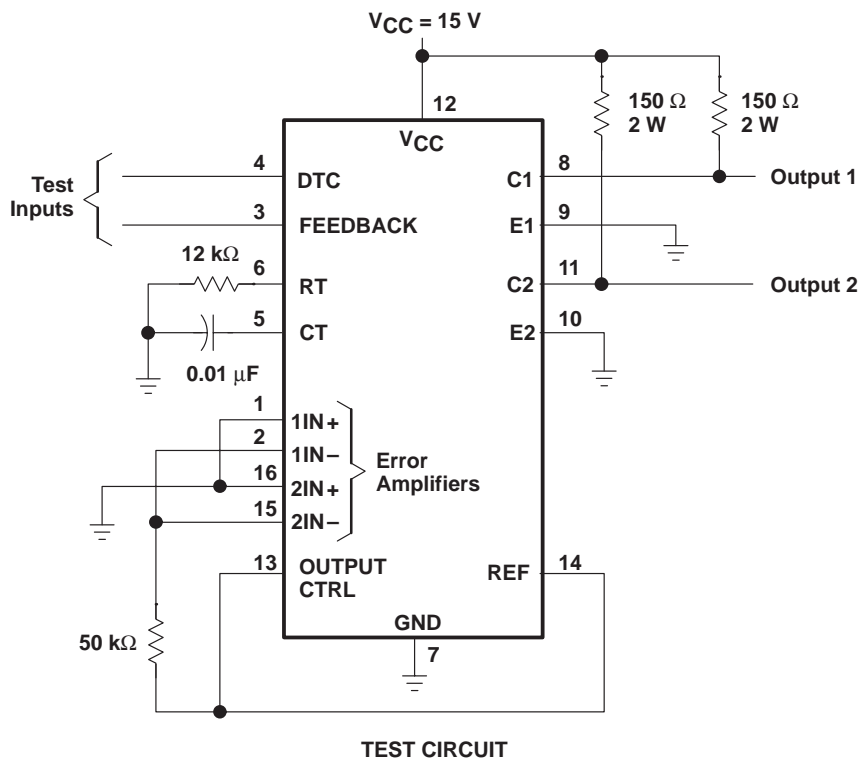 VCC = 15 V
12
VCC
150 Ω
2 W
150 Ω
2 W
Test
Inputs
4
DTC
3
FEEDBACK
12 kΩ
6
RT
5
CT
0.01 μF
1
1IN+
2
1IN−
16
2IN+
15
2IN−
Error
Amplifiers
13
OUTPUT
CTRL
50 kΩ
C1
8
Output 1
E1
9
C2
11
Output 2
E2
10
REF
14
GND
7
TEST CIRCUIT